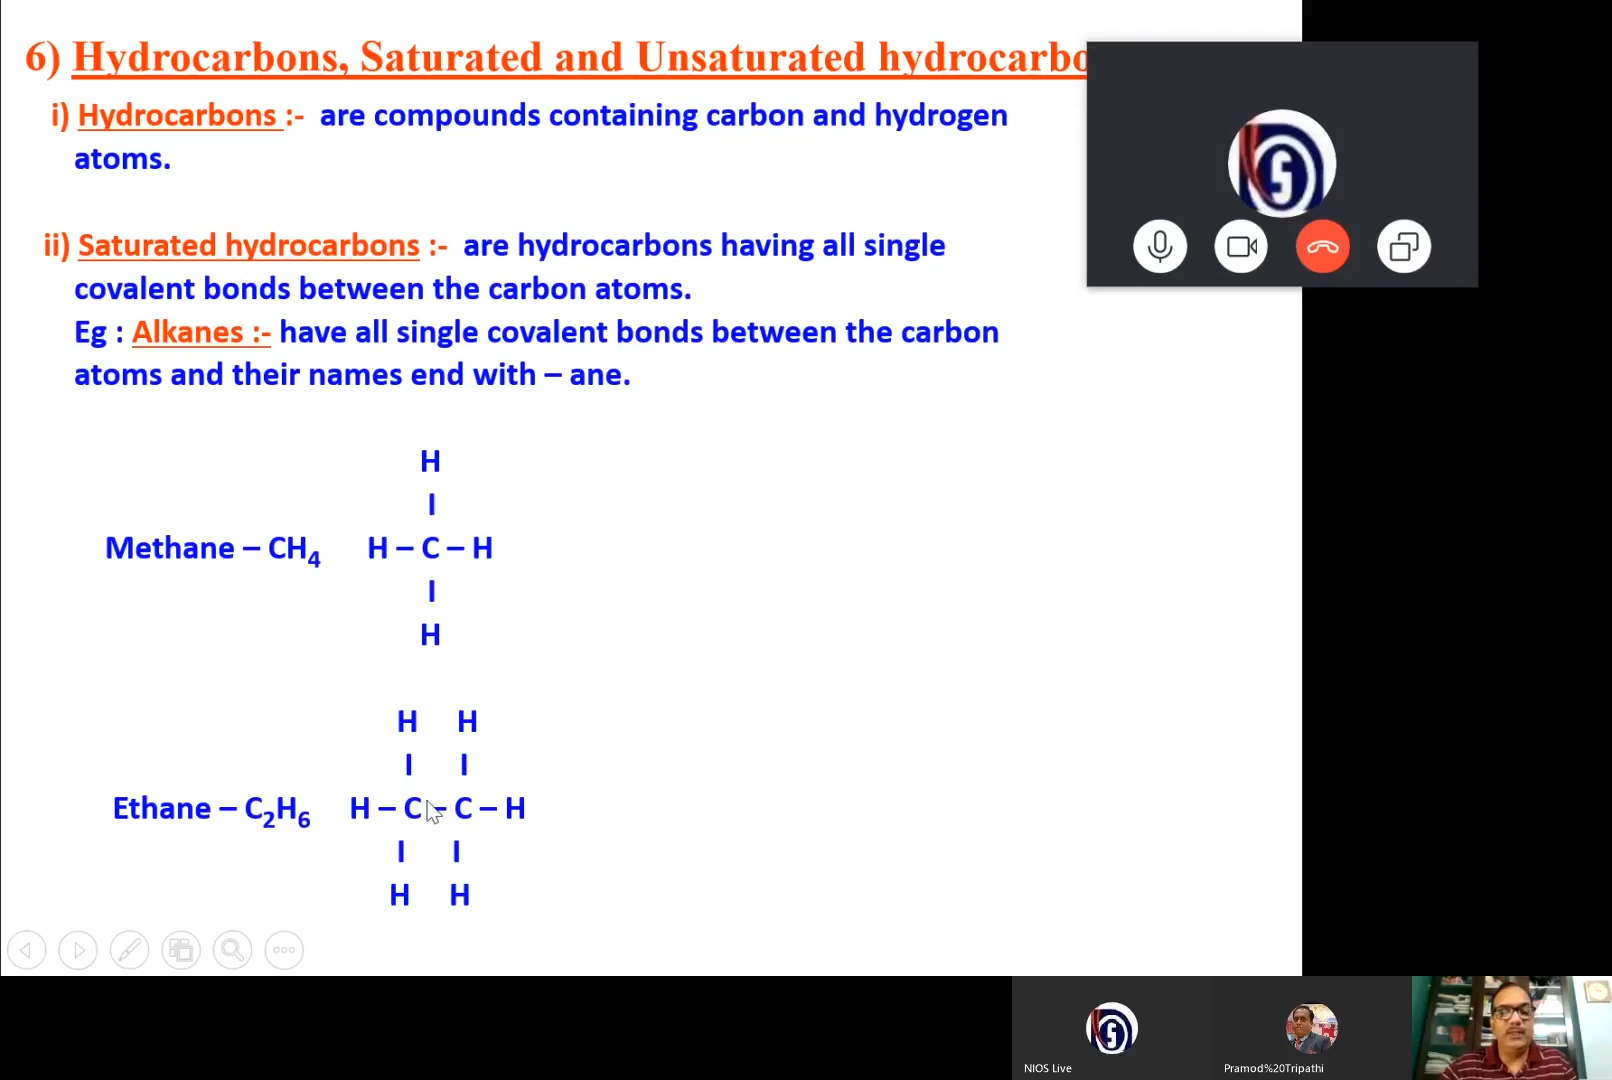 6) Hydrocarbons, Saturated and Unsaturated hydrocarbo
i) Hydrocarbons :- are compounds containing carbon and hydrogen
atoms.
ii) Saturated hydrocarbons :- are hydrocarbons having all single
covalent bonds between the carbon atoms.
Eg : Alkanes :- have all single covalent bonds between the carbon
atoms and their names end with – ane.
H
I
Methane – CH₄ H – C – H
I
H
H H
I I
Ethane – C₂H₆ H – C – C – H
I I
H H
NIOS Live
Pramod%20Tripathi